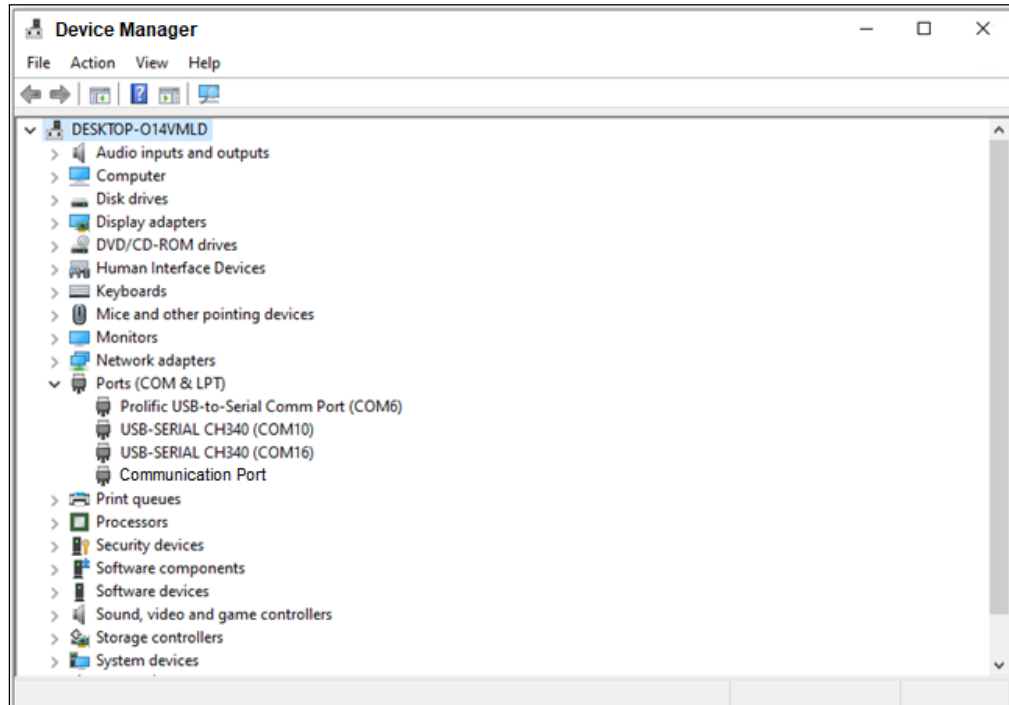 Device Manager
File Action View Help
DESKTOP-O14VMLD
Audio inputs and outputs
Computer
Disk drives
Display adapters
DVD/CD-ROM drives
Human Interface Devices
Keyboards
Mice and other pointing devices
Monitors
Network adapters
Ports (COM & LPT)
Prolific USB-to-Serial Comm Port (COM6)
USB-SERIAL CH340 (COM10)
USB-SERIAL CH340 (COM16)
Communication Port
Print queues
Processors
Security devices
Software components
Software devices
Sound, video and game controllers
Storage controllers
System devices